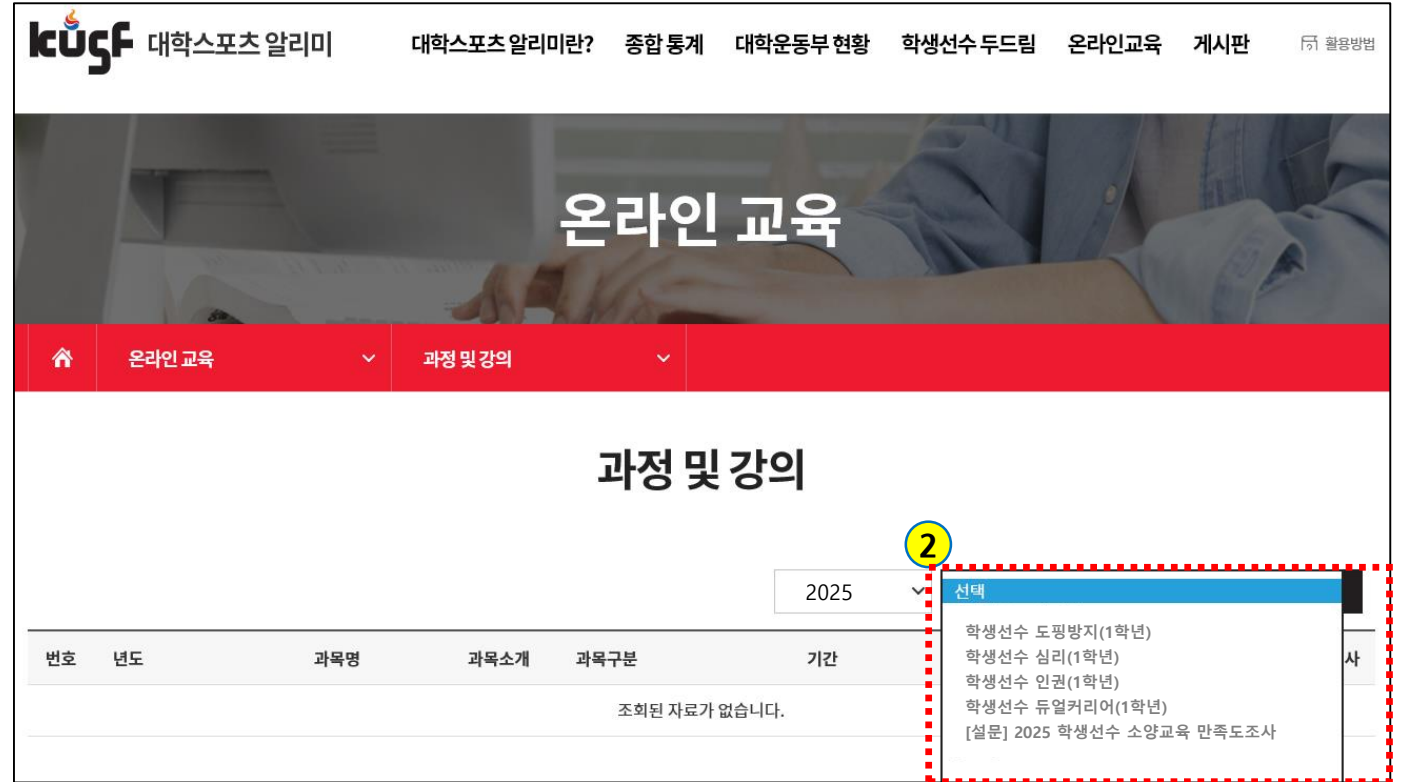 kusf 대학스포츠 알리미
대학스포츠 알리미란? 종합 통계 대학운동부 현황 학생선수 두드림 온라인교육 게시판 활용방법
온라인 교육
온라인 교육 과정 및 강의
과정 및 강의
2
2025 선택
학생선수 도핑방지(1학년)
학생선수 심리(1학년)
학생선수 인권(1학년)
학생선수 듀얼커리어(1학년)
[설문] 2025 학생선수 소양교육 만족도조사
번호 년도 과목명 과목소개 과목구분 기간 사
조회된 자료가 없습니다.